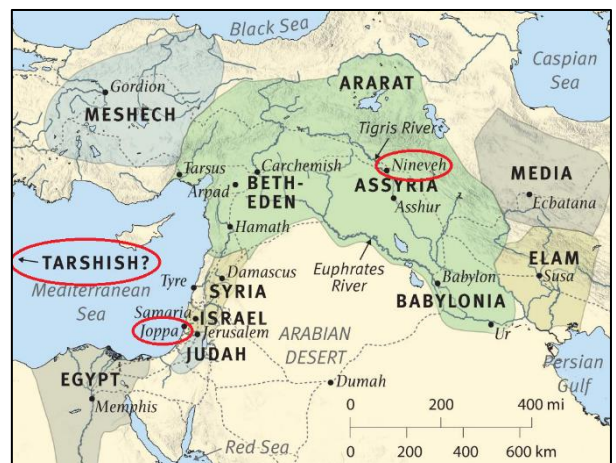 Black Sea
Caspian
Sea
Gordion
MESHECH
ARARAT
Tigris River
Tarsus
Carchemish
Nineveh
MEDIA
Arpad
BETH-
EDEN
ASSYRIA
Ecbatana
Asshur
Hamath
TARSHISH?
Mediterranean
Sea
Tyre
Damascus
SYRIA
Euphrates
River
Babylon
BABYLONIA
ELAM
Susa
Samaria
Joppa
ISRAEL
Jerusalem
JUDAH
ARABIAN
DESERT
Ur
Persian
Gulf
EGYPT
Memphis
Dumah
Red Sea
0 200 400 mi
0 200 400 600 km